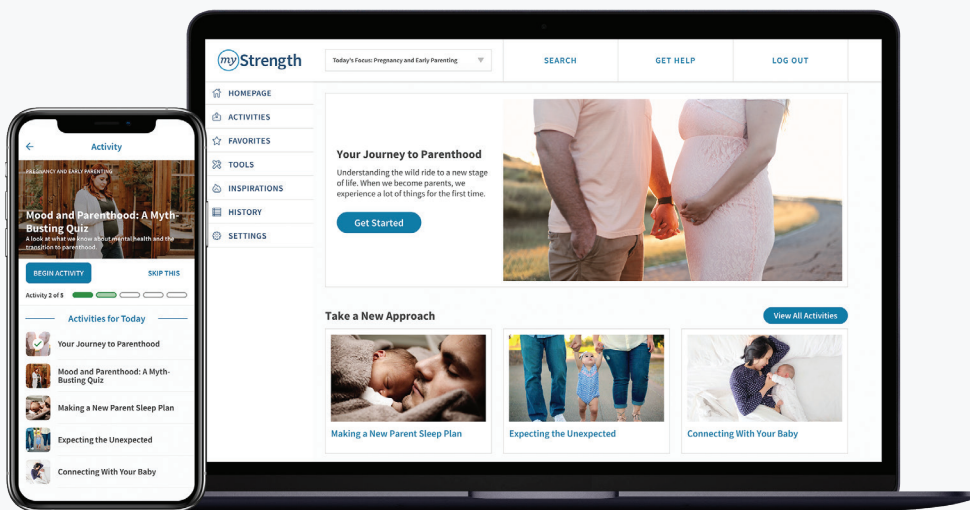 Activity
PREGNANCY AND EARLY PARENTING
Mood and Parenthood: A Myth-
Busting Quiz
A look at what we know about mental health and the
transition to parenthood.
BEGIN ACTIVITY
SKIP THIS
Activity 2 of 5
Activities for Today
Your Journey to Parenthood
Mood and Parenthood: A Myth-
Busting Quiz
Making a New Parent Sleep Plan
Expecting the Unexpected
Connecting With Your Baby
myStrength
Today's Focus: Pregnancy and Early Parenting
SEARCH
GET HELP
LOG OUT
HOMEPAGE
ACTIVITIES
FAVORITES
TOOLS
INSPIRATIONS
HISTORY
SETTINGS
Your Journey to Parenthood
Understanding the wild ride to a new stage
of life. When we become parents, we
experience a lot of things for the first time.
Get Started
Take a New Approach
View All Activities
Making a New Parent Sleep Plan
Expecting the Unexpected
Connecting With Your Baby